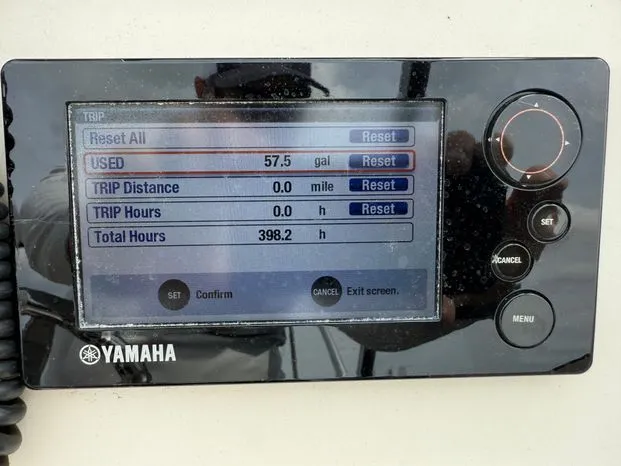 TRIP
Reset All Reset
USED 57.5 gal Reset
TRIP Distance 0.0 mile Reset
TRIP Hours 0.0 h Reset
Total Hours 398.2 h
SET Confirm CANCEL Exit screen.
YAMAHA
SET
CANCEL
MENU